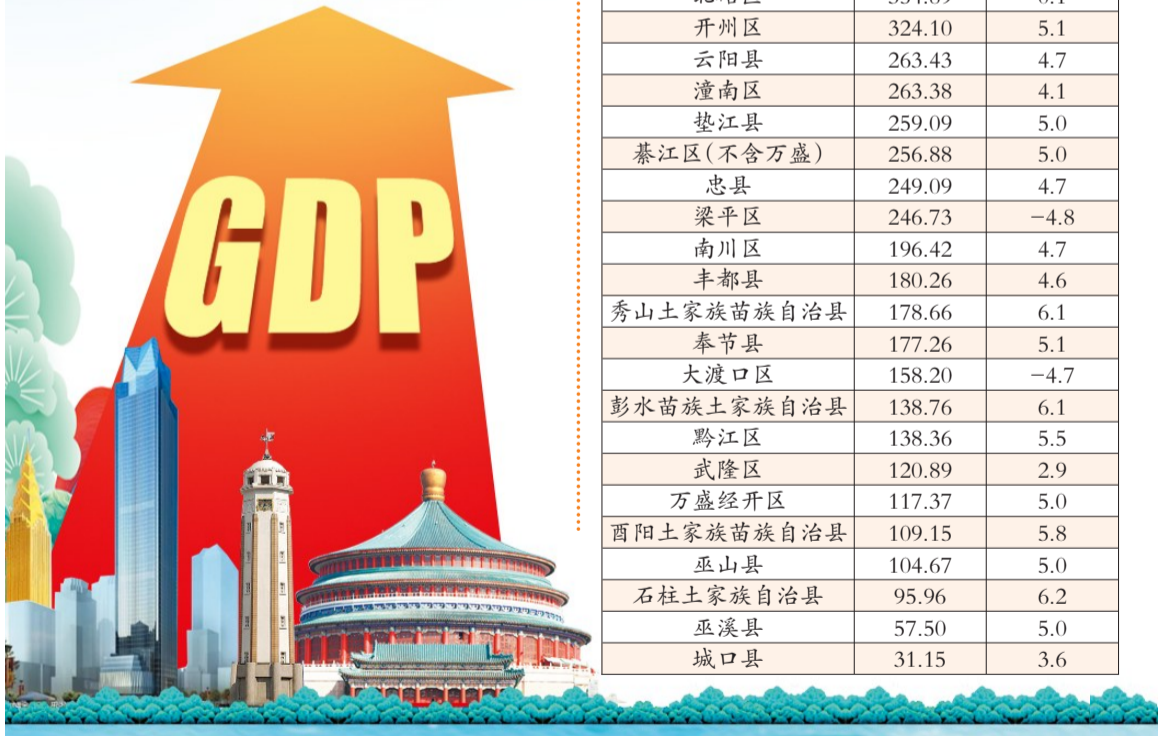 GDP
开州区 324.10 5.1
云阳县 263.43 4.7
潼南区 263.38 4.1
垫江县 259.09 5.0
綦江区(不含万盛) 256.88 5.0
忠县 249.09 4.7
梁平区 246.73 −4.8
南川区 196.42 4.7
丰都县 180.26 4.6
秀山土家族苗族自治县 178.66 6.1
奉节县 177.26 5.1
大渡口区 158.20 −4.7
彭水苗族土家族自治县 138.76 6.1
黔江区 138.36 5.5
武隆区 120.89 2.9
万盛经开区 117.37 5.0
酉阳土家族苗族自治县 109.15 5.8
巫山县 104.67 5.0
石柱土家族自治县 95.96 6.2
巫溪县 57.50 5.0
城口县 31.15 3.6